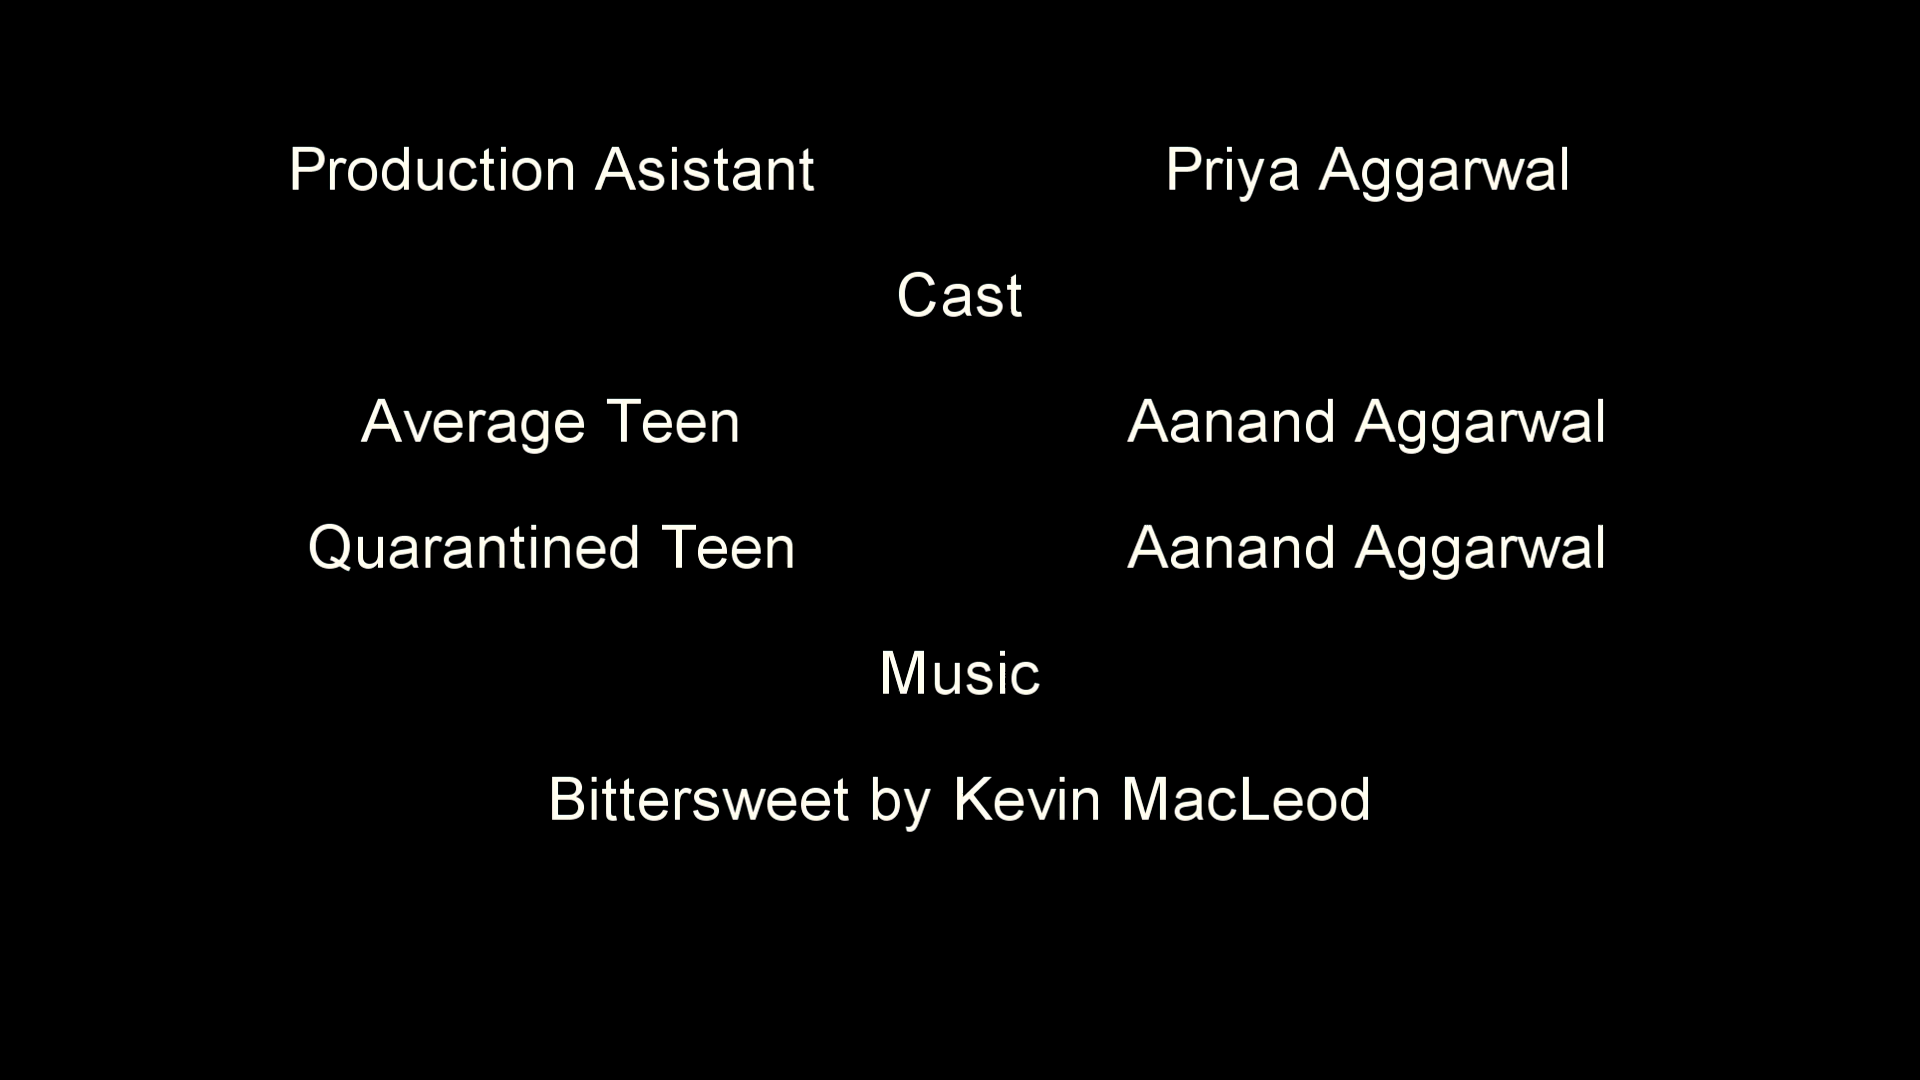 Production Asistant Priya Aggarwal
Cast
Average Teen Aanand Aggarwal
Quarantined Teen Aanand Aggarwal
Music
Bittersweet by Kevin MacLeod